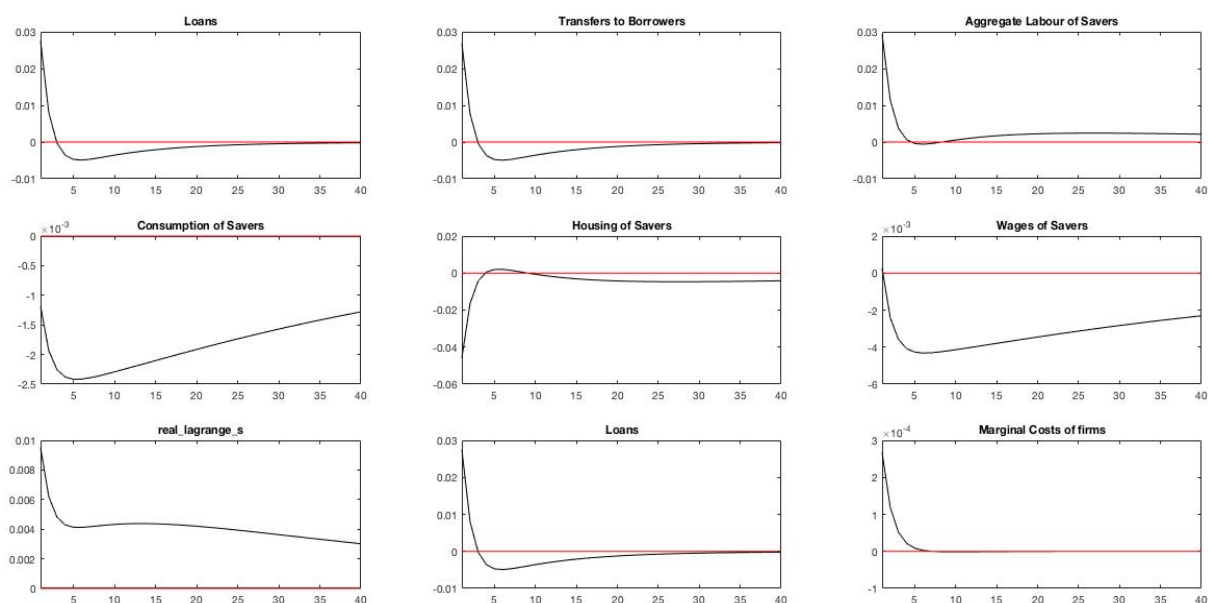 Loans
0.03
0.02
0.01
0
-0.01
5 10 15 20 25 30 35 40
Transfers to Borrowers
0.03
0.02
0.01
0
-0.01
5 10 15 20 25 30 35 40
Aggregate Labour of Savers
0.03
0.02
0.01
0
-0.01
5 10 15 20 25 30 35 40
Consumption of Savers
×10-3
0
-0.5
-1
-1.5
-2
-2.5
5 10 15 20 25 30 35 40
Housing of Savers
0.02
0
-0.02
-0.04
-0.06
5 10 15 20 25 30 35 40
Wages of Savers
×10-3
2
0
-2
-4
-6
5 10 15 20 25 30 35 40
real_lagrange_s
0.01
0.008
0.006
0.004
0.002
0
5 10 15 20 25 30 35 40
Loans
0.03
0.02
0.01
0
-0.01
5 10 15 20 25 30 35 40
Marginal Costs of firms
×10-4
3
2
1
0
-1
5 10 15 20 25 30 35 40